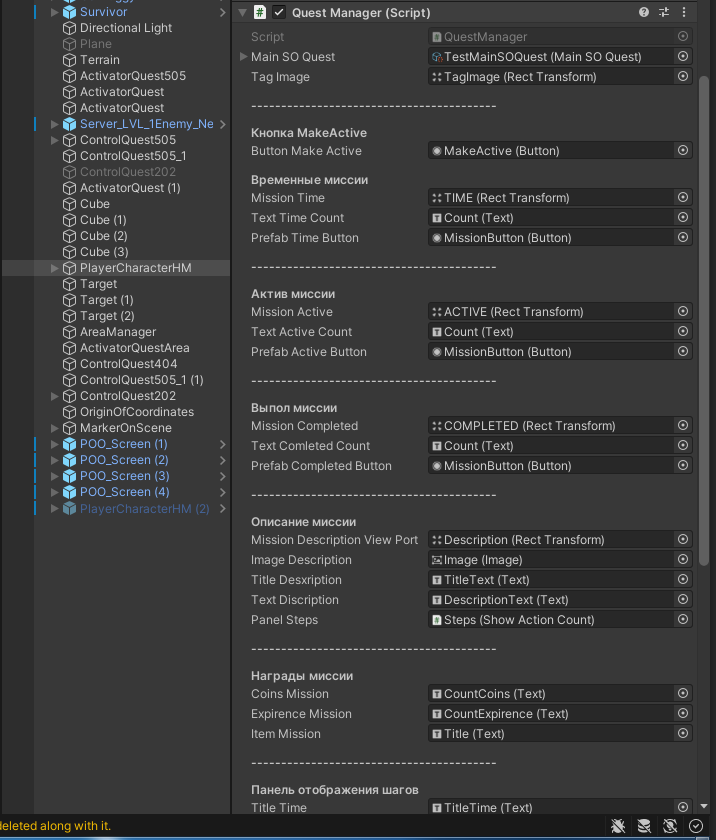 Survivor
Directional Light
Plane
Terrain
ActivatorQuest505
ActivatorQuest
ActivatorQuest
Server_LVL_1Enemy_Ne
ControlQuest505
ControlQuest505_1
ControlQuest202
ActivatorQuest (1)
Cube
Cube (1)
Cube (2)
Cube (3)
PlayerCharacterHM
Target
Target (1)
Target (2)
AreaManager
ActivatorQuestArea
ControlQuest404
ControlQuest505_1 (1)
ControlQuest202
OriginOfCoordinates
MarkerOnScene
POO_Screen (1)
POO_Screen (2)
POO_Screen (3)
POO_Screen (4)
PlayerCharacterHM (2)
Quest Manager (Script)
Script QuestManager
Main SO Quest TestMainSOQuest (Main SO Quest)
Tag Image TagImage (Rect Transform)
-----------------------------------------
Кнопка MakeActive
Button Make Active MakeActive (Button)
Временные миссии
Mission Time TIME (Rect Transform)
Text Time Count Count (Text)
Prefab Time Button MissionButton (Button)
-----------------------------------------
Актив миссии
Mission Active ACTIVE (Rect Transform)
Text Active Count Count (Text)
Prefab Active Button MissionButton (Button)
-----------------------------------------
Выпол миссии
Mission Completed COMPLETED (Rect Transform)
Text Comleted Count Count (Text)
Prefab Completed Button MissionButton (Button)
-----------------------------------------
Описание миссии
Mission Description View Port Description (Rect Transform)
Image Description Image (Image)
Title Desxription TitleText (Text)
Text Discription DescriptionText (Text)
Panel Steps Steps (Show Action Count)
-----------------------------------------
Награды миссии
Coins Mission CountCoins (Text)
Expirence Mission CountExpirence (Text)
Item Mission Title (Text)
-----------------------------------------
Панель отображения шагов
Title Time TitleTime (Text)
deleted along with it.